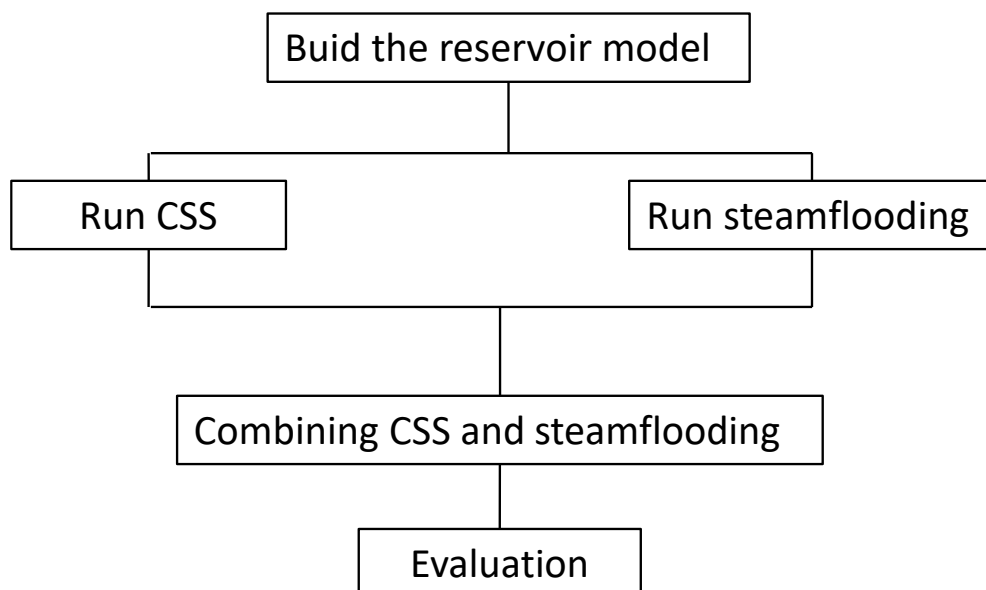 Buid the reservoir model
Run CSS
Run steamflooding
Combining CSS and steamflooding
Evaluation